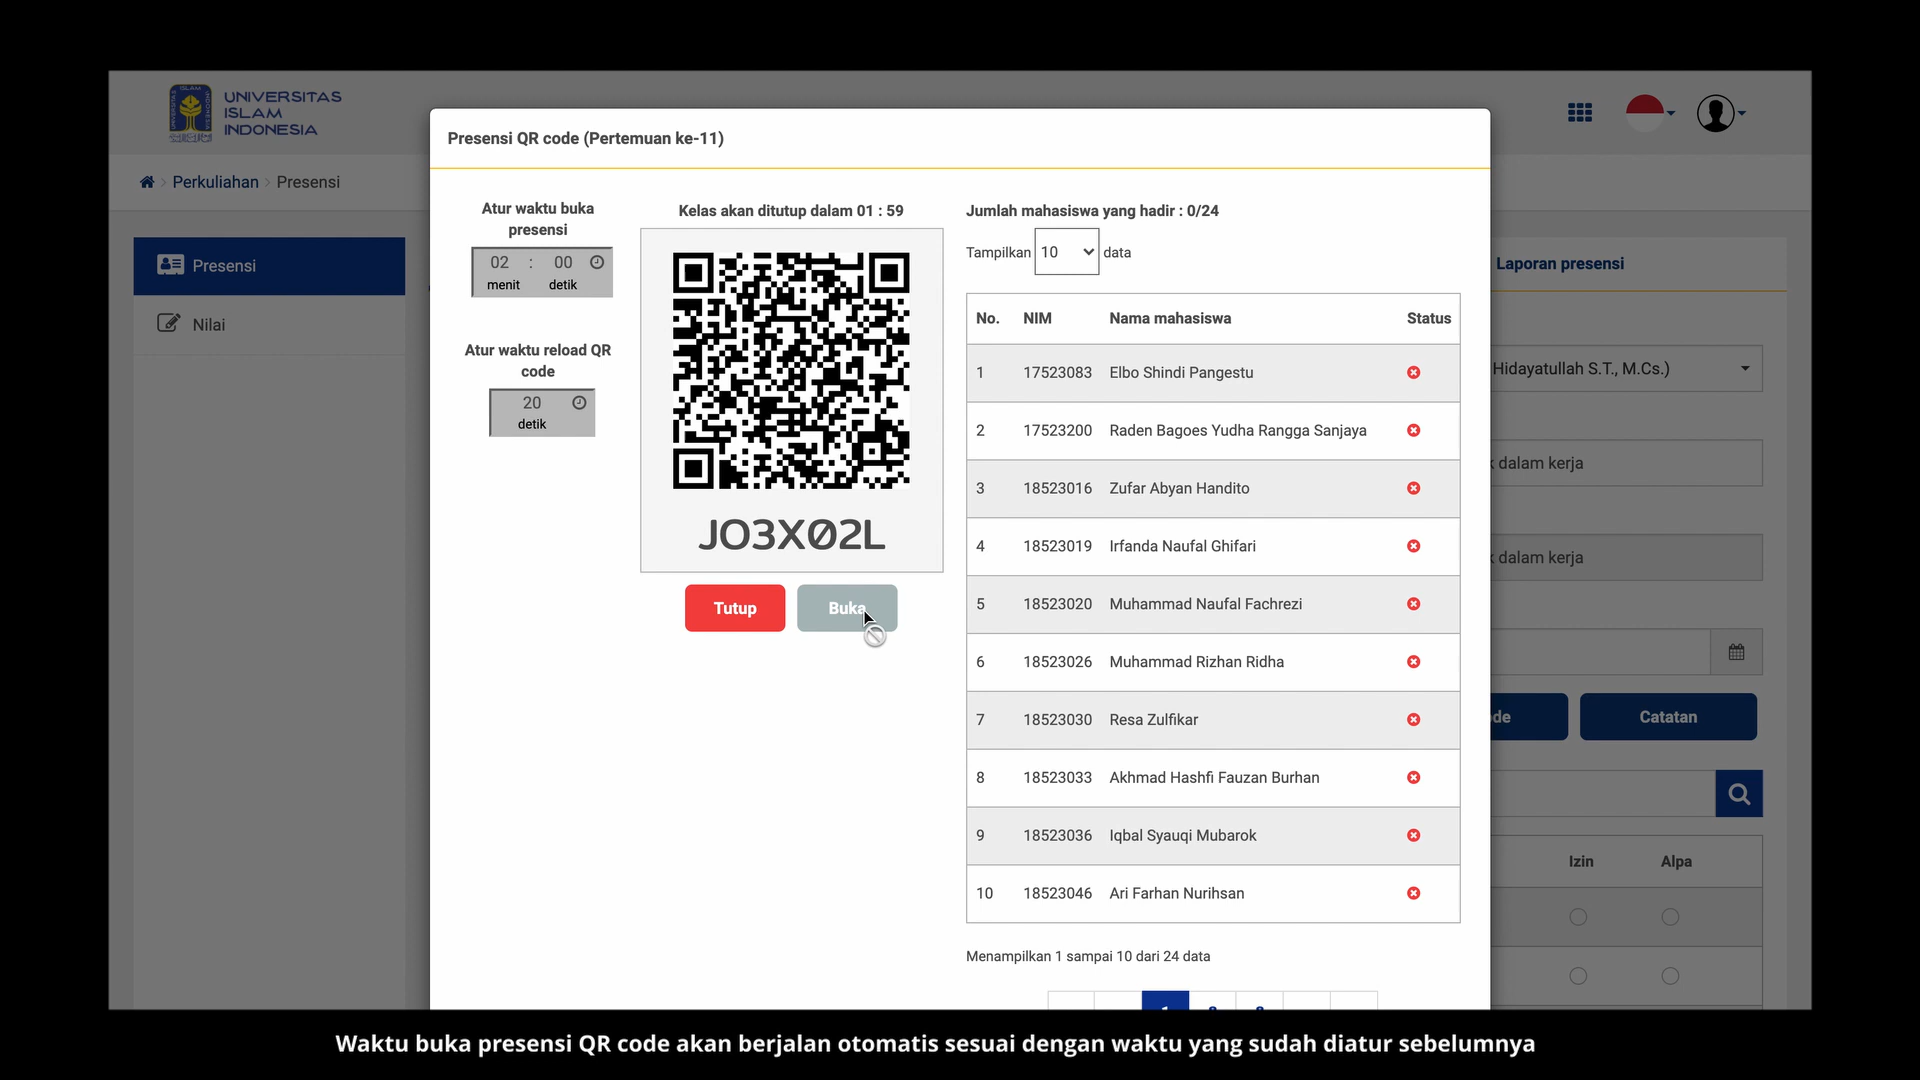 UNIVERSITAS
ISLAM
INDONESIA
Perkuliahan
Presensi
Presensi
Nilai
Presensi QR code (Pertemuan ke-11)
Atur waktu buka
presensi
02 : 00
menit detik
Atur waktu reload QR
code
20
detik
Kelas akan ditutup dalam 01 : 59
JO3X02L
Tutup
Buka
Jumlah mahasiswa yang hadir : 0/24
Tampilkan 10 data
No. NIM Nama mahasiswa Status
1 17523083 Elbo Shindi Pangestu
2 17523200 Raden Bagoes Yudha Rangga Sanjaya
3 18523016 Zufar Abyan Handito
4 18523019 Irfanda Naufal Ghifari
5 18523020 Muhammad Naufal Fachrezi
6 18523026 Muhammad Rizhan Ridha
7 18523030 Resa Zulfikar
8 18523033 Akhmad Hashfi Fauzan Burhan
9 18523036 Iqbal Syauqi Mubarok
10 18523046 Ari Farhan Nurihsan
Menampilkan 1 sampai 10 dari 24 data
Laporan presensi
Hidayatullah S.T., M.Cs.)
dalam kerja
dalam kerja
Catatan
Izin Alpa
Waktu buka presensi QR code akan berjalan otomatis sesuai dengan waktu yang sudah diatur sebelumnya